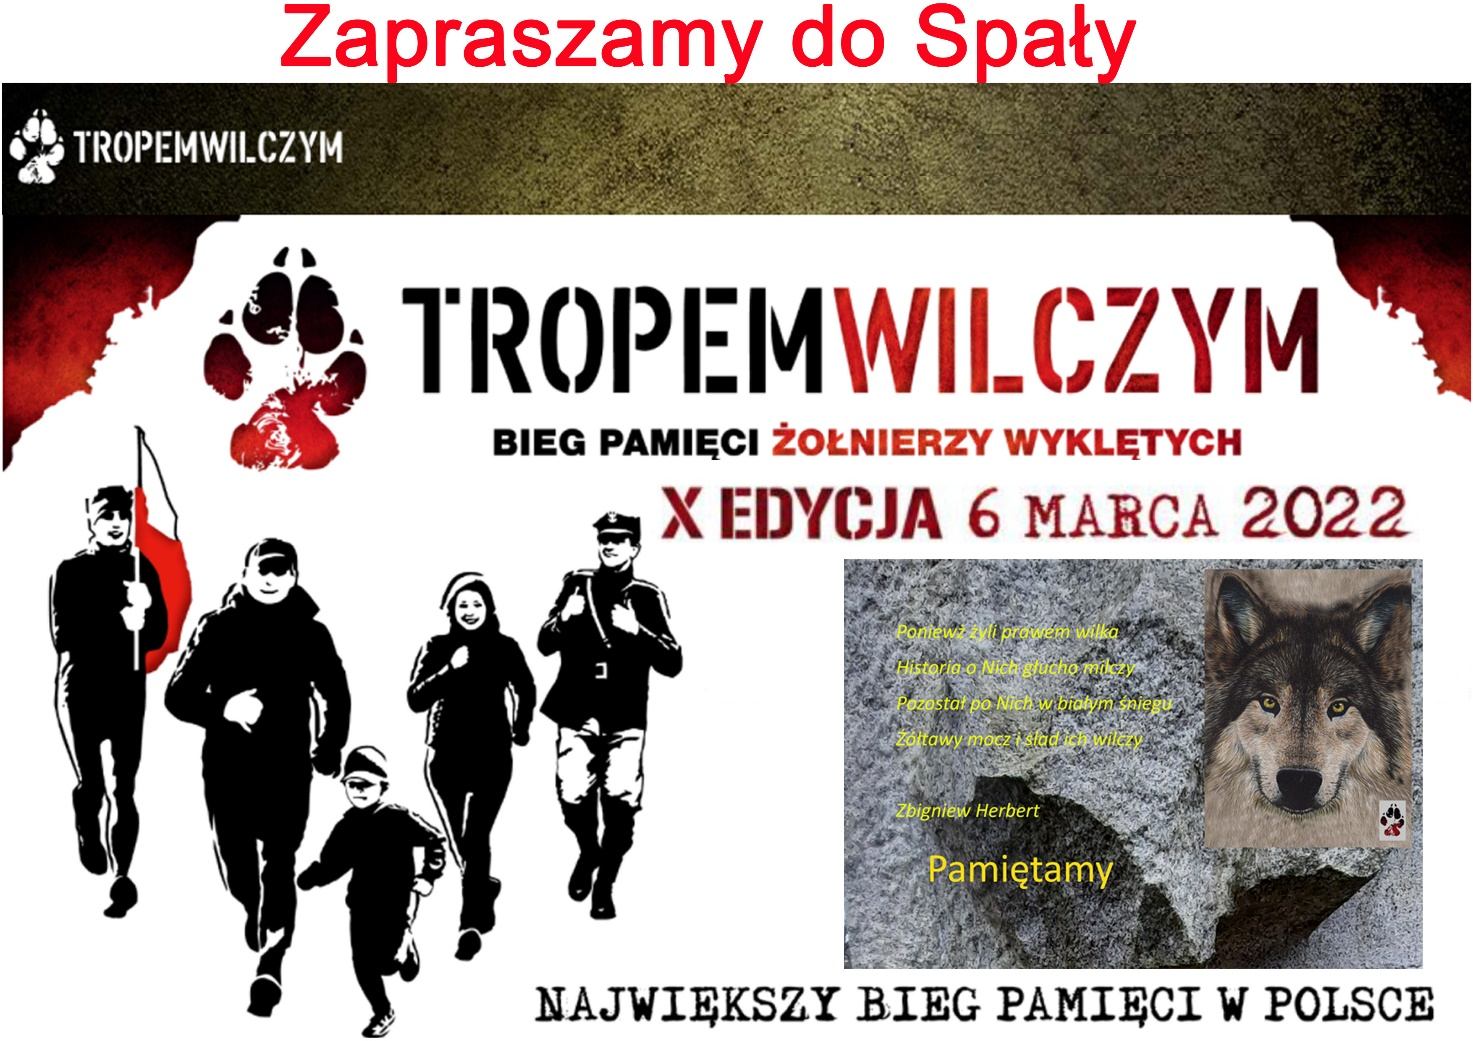 Zapraszamy do Spały
TROPEMWILCZYM
TROPEMWILCZYM
BIEG PAMIĘCI ŻOŁNIERZY WYKLĘTYCH
X EDYCJA 6 MARCA 2022
Poniewż żyli prawem wilka
Historia o Nich głucho milczy
Pozostał po Nich w białym śniegu
Żółtawy mocz i ślad ich wilczy
Zbigniew Herbert
Pamiętamy
NAJWIĘKSZY BIEG PAMIĘCI W POLSCE